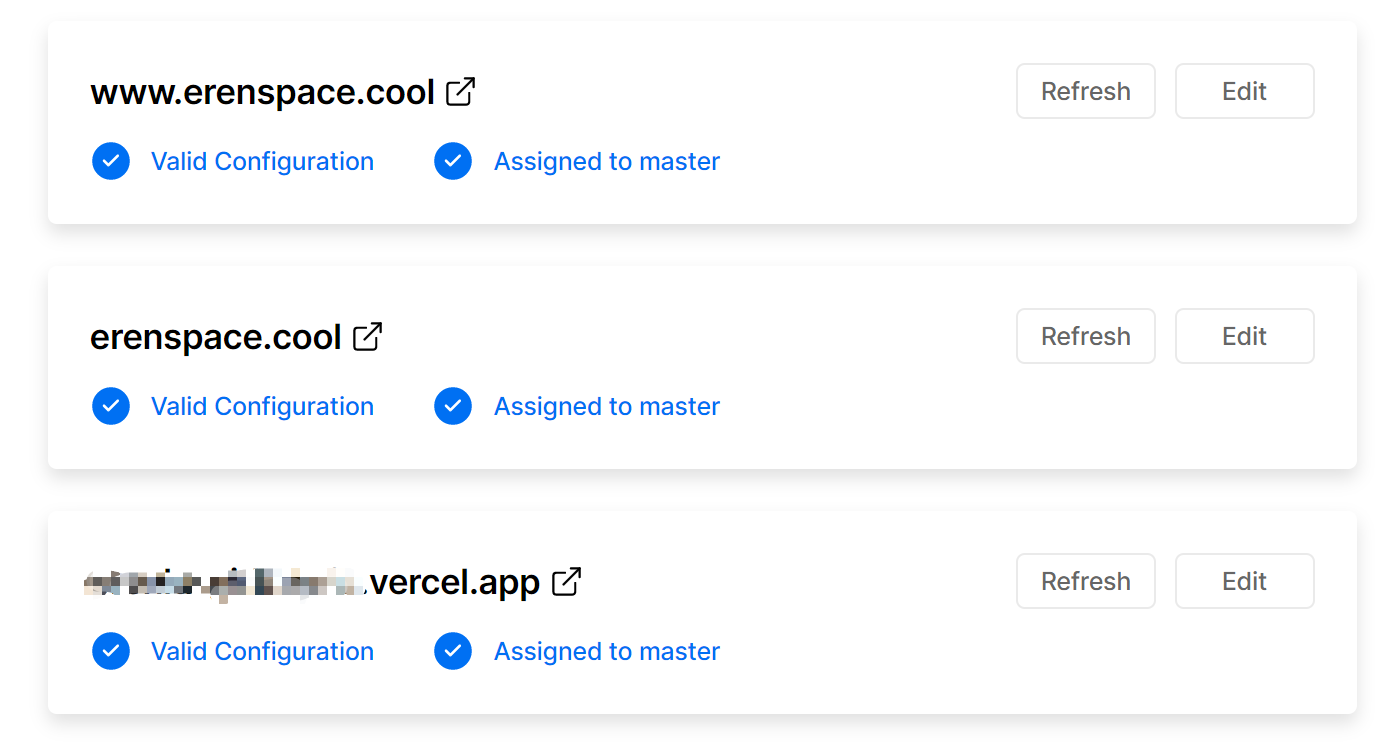 www.erenspace.cool Refresh Edit
Valid Configuration Assigned to master
erenspace.cool Refresh Edit
Valid Configuration Assigned to master
.vercel.app Refresh Edit
Valid Configuration Assigned to master